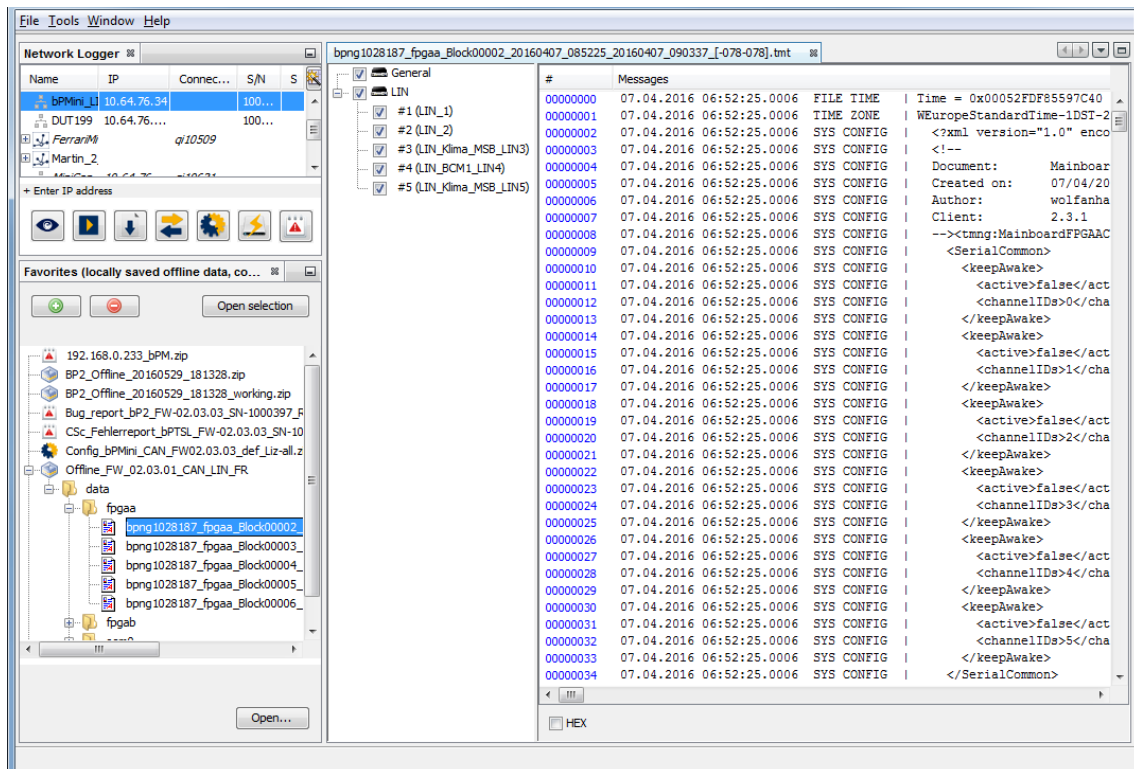 File Tools Window Help
Network Logger
Name IP Connec... S/N S
bPMini_LI 10.64.76.34 100...
DUT199 10.64.76.... 100...
FerrariMi qi10509
Martin_2
+ Enter IP address
Favorites (locally saved offline data, co...
Open selection
192.168.0.233_bPM.zip
BP2_Offline_20160529_181328.zip
BP2_Offline_20160529_181328_working.zip
Bug_report_bP2_FW-02.03.03_SN-1000397_R
CSc_Fehlerreport_bPTSL_FW-02.03.03_SN-10
Config_bPMini_CAN_FW02.03.03_def_Liz-all.z
Offline_FW_02.03.01_CAN_LIN_FR
data
fpgaa
bpng1028187_fpgaa_Block00002_
bpng1028187_fpgaa_Block00003_
bpng1028187_fpgaa_Block00004_
bpng1028187_fpgaa_Block00005_
bpng1028187_fpgaa_Block00006_
fpgab
Open...
bpng1028187_fpgaa_Block00002_20160407_085225_20160407_090337_[-078-078].tmt
General
LIN
#1 (LIN_1)
#2 (LIN_2)
#3 (LIN_Klima_MSB_LIN3)
#4 (LIN_BCM1_LIN4)
#5 (LIN_Klima_MSB_LIN5)
# Messages
00000000 07.04.2016 06:52:25.0006 FILE TIME | Time = 0x00052FDF85597C40
00000001 07.04.2016 06:52:25.0006 TIME ZONE | WEuropeStandardTime-1DST-2
00000002 07.04.2016 06:52:25.0006 SYS CONFIG | <?xml version="1.0" enco
00000003 07.04.2016 06:52:25.0006 SYS CONFIG | <!--
00000004 07.04.2016 06:52:25.0006 SYS CONFIG | Document: Mainboar
00000005 07.04.2016 06:52:25.0006 SYS CONFIG | Created on: 07/04/20
00000006 07.04.2016 06:52:25.0006 SYS CONFIG | Author: wolfanha
00000007 07.04.2016 06:52:25.0006 SYS CONFIG | Client: 2.3.1
00000008 07.04.2016 06:52:25.0006 SYS CONFIG | --><tmng:MainboardFPGAAC
00000009 07.04.2016 06:52:25.0006 SYS CONFIG | <SerialCommon>
00000010 07.04.2016 06:52:25.0006 SYS CONFIG | <keepAwake>
00000011 07.04.2016 06:52:25.0006 SYS CONFIG | <active>false</act
00000012 07.04.2016 06:52:25.0006 SYS CONFIG | <channelIDs>0</cha
00000013 07.04.2016 06:52:25.0006 SYS CONFIG | </keepAwake>
00000014 07.04.2016 06:52:25.0006 SYS CONFIG | <keepAwake>
00000015 07.04.2016 06:52:25.0006 SYS CONFIG | <active>false</act
00000016 07.04.2016 06:52:25.0006 SYS CONFIG | <channelIDs>1</cha
00000017 07.04.2016 06:52:25.0006 SYS CONFIG | </keepAwake>
00000018 07.04.2016 06:52:25.0006 SYS CONFIG | <keepAwake>
00000019 07.04.2016 06:52:25.0006 SYS CONFIG | <active>false</act
00000020 07.04.2016 06:52:25.0006 SYS CONFIG | <channelIDs>2</cha
00000021 07.04.2016 06:52:25.0006 SYS CONFIG | </keepAwake>
00000022 07.04.2016 06:52:25.0006 SYS CONFIG | <keepAwake>
00000023 07.04.2016 06:52:25.0006 SYS CONFIG | <active>false</act
00000024 07.04.2016 06:52:25.0006 SYS CONFIG | <channelIDs>3</cha
00000025 07.04.2016 06:52:25.0006 SYS CONFIG | </keepAwake>
00000026 07.04.2016 06:52:25.0006 SYS CONFIG | <keepAwake>
00000027 07.04.2016 06:52:25.0006 SYS CONFIG | <active>false</act
00000028 07.04.2016 06:52:25.0006 SYS CONFIG | <channelIDs>4</cha
00000029 07.04.2016 06:52:25.0006 SYS CONFIG | </keepAwake>
00000030 07.04.2016 06:52:25.0006 SYS CONFIG | <keepAwake>
00000031 07.04.2016 06:52:25.0006 SYS CONFIG | <active>false</act
00000032 07.04.2016 06:52:25.0006 SYS CONFIG | <channelIDs>5</cha
00000033 07.04.2016 06:52:25.0006 SYS CONFIG | </keepAwake>
00000034 07.04.2016 06:52:25.0006 SYS CONFIG | </SerialCommon>
HEX